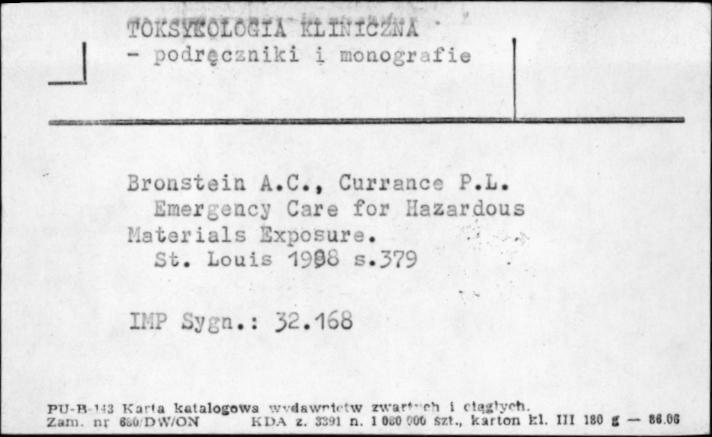 TOKSYKOLOGIA KLINICZNA
- podręczniki i monografie
Bronstein A.C., Currance P.L.
Emergency Care for Hazardous
Materials Exposure.
St. Louis 1988 s.379
IMP Sygn.: 32.168
PU-B-143 Karta katalogowa wydawnictw zwartych i ciągłych.
Zam. nr 680/DW/ON KDA z. 3391 n. 1 080 000 szt., karton kl. III 180 g — 86.06